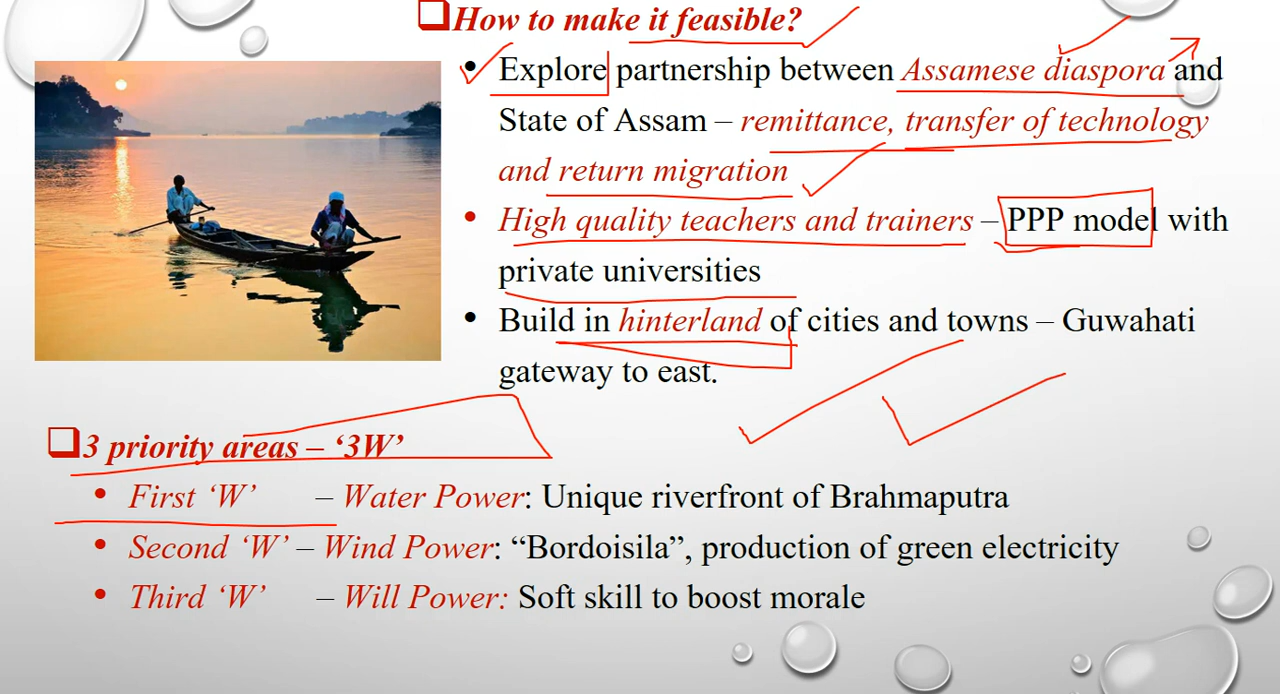 How to make it feasible?
Explore partnership between Assamese diaspora and
State of Assam – remittance, transfer of technology
and return migration
High quality teachers and trainers – PPP model with
private universities
Build in hinterland of cities and towns – Guwahati
gateway to east.
3 priority areas – ‘3W’
First ‘W’ – Water Power: Unique riverfront of Brahmaputra
Second ‘W’ – Wind Power: “Bordoisila”, production of green electricity
Third ‘W’ – Will Power: Soft skill to boost morale